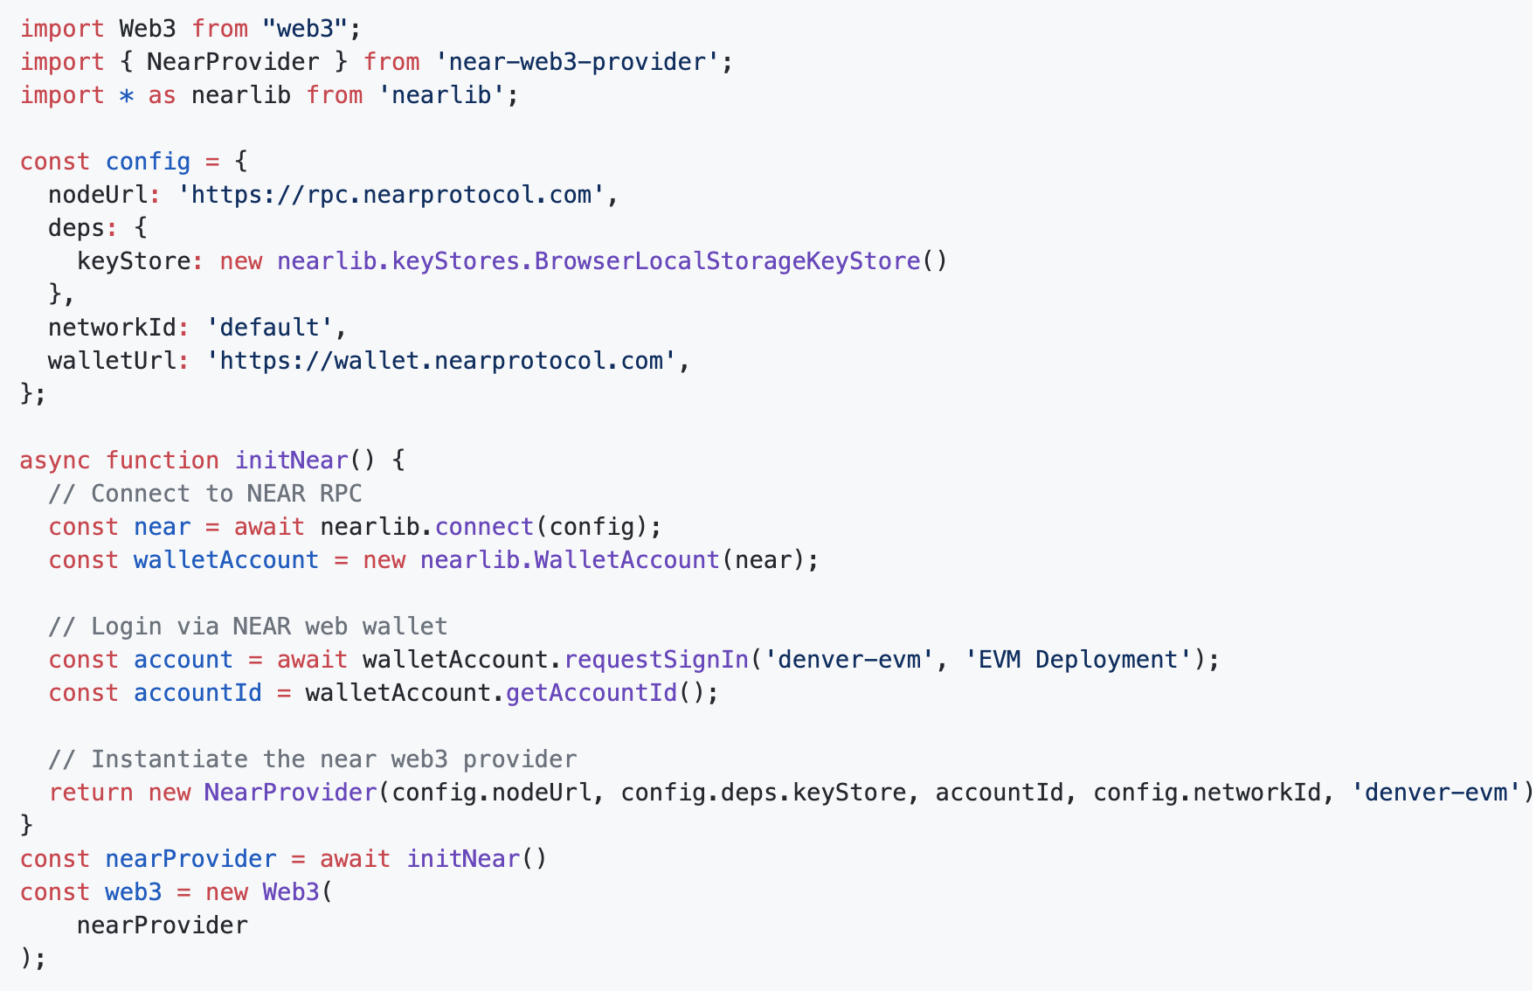 import Web3 from "web3";
import { NearProvider } from 'near-web3-provider';
import * as nearlib from 'nearlib';

const config = {
  nodeUrl: 'https://rpc.nearprotocol.com',
  deps: {
    keyStore: new nearlib.keyStores.BrowserLocalStorageKeyStore()
  },
  networkId: 'default',
  walletUrl: 'https://wallet.nearprotocol.com',
};

async function initNear() {
  // Connect to NEAR RPC
  const near = await nearlib.connect(config);
  const walletAccount = new nearlib.WalletAccount(near);

  // Login via NEAR web wallet
  const account = await walletAccount.requestSignIn('denver-evm', 'EVM Deployment');
  const accountId = walletAccount.getAccountId();

  // Instantiate the near web3 provider
  return new NearProvider(config.nodeUrl, config.deps.keyStore, accountId, config.networkId, 'denver-evm')
}
const nearProvider = await initNear()
const web3 = new Web3(
    nearProvider
);